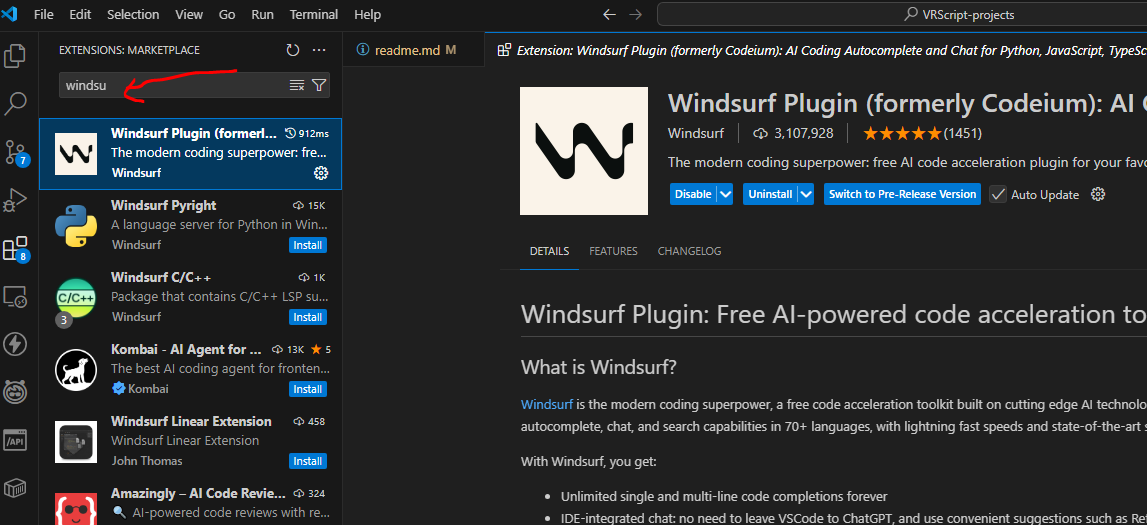 File Edit Selection View Go Run Terminal Help
VRScript-projects
EXTENSIONS: MARKETPLACE
readme.md M
Extension: Windsurf Plugin (formerly Codeium): AI Coding Autocomplete and Chat for Python, JavaScript, TypeSc
windsu
Windsurf Plugin (formerl... 912ms
The modern coding superpower: fre...
Windsurf
Windsurf Pyright 15K
A language server for Python in Win...
Windsurf Install
Windsurf C/C++ 1K
Package that contains C/C++ LSP su...
Windsurf Install
C/C++
3
Kombai - AI Agent for ... 13K 5
The best AI coding agent for fronten...
Kombai Install
Windsurf Linear Extension 458
Windsurf Linear Extension
John Thomas Install
Amazingly – AI Code Revie... 324
AI-powered code reviews with re...
7
8
/API
Windsurf Plugin (formerly Codeium): AI
Windsurf 3,107,928 (1451)
The modern coding superpower: free AI code acceleration plugin for your favo
Disable Uninstall Switch to Pre-Release Version Auto Update
DETAILS FEATURES CHANGELOG
Windsurf Plugin: Free AI-powered code acceleration to
What is Windsurf?
Windsurf is the modern coding superpower, a free code acceleration toolkit built on cutting edge AI technolo
autocomplete, chat, and search capabilities in 70+ languages, with lightning fast speeds and state-of-the-art s
With Windsurf, you get:
• Unlimited single and multi-line code completions forever
• IDE-integrated chat: no need to leave VSCode to ChatGPT, and use convenient suggestions such as Re